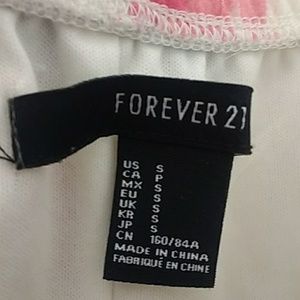 FOREVER 21
US S
CA P
MX S
EU S
UK S
KR S
JP S
CN 160/84A
MADE IN CHINA
FABRIQUÉ EN CHINE